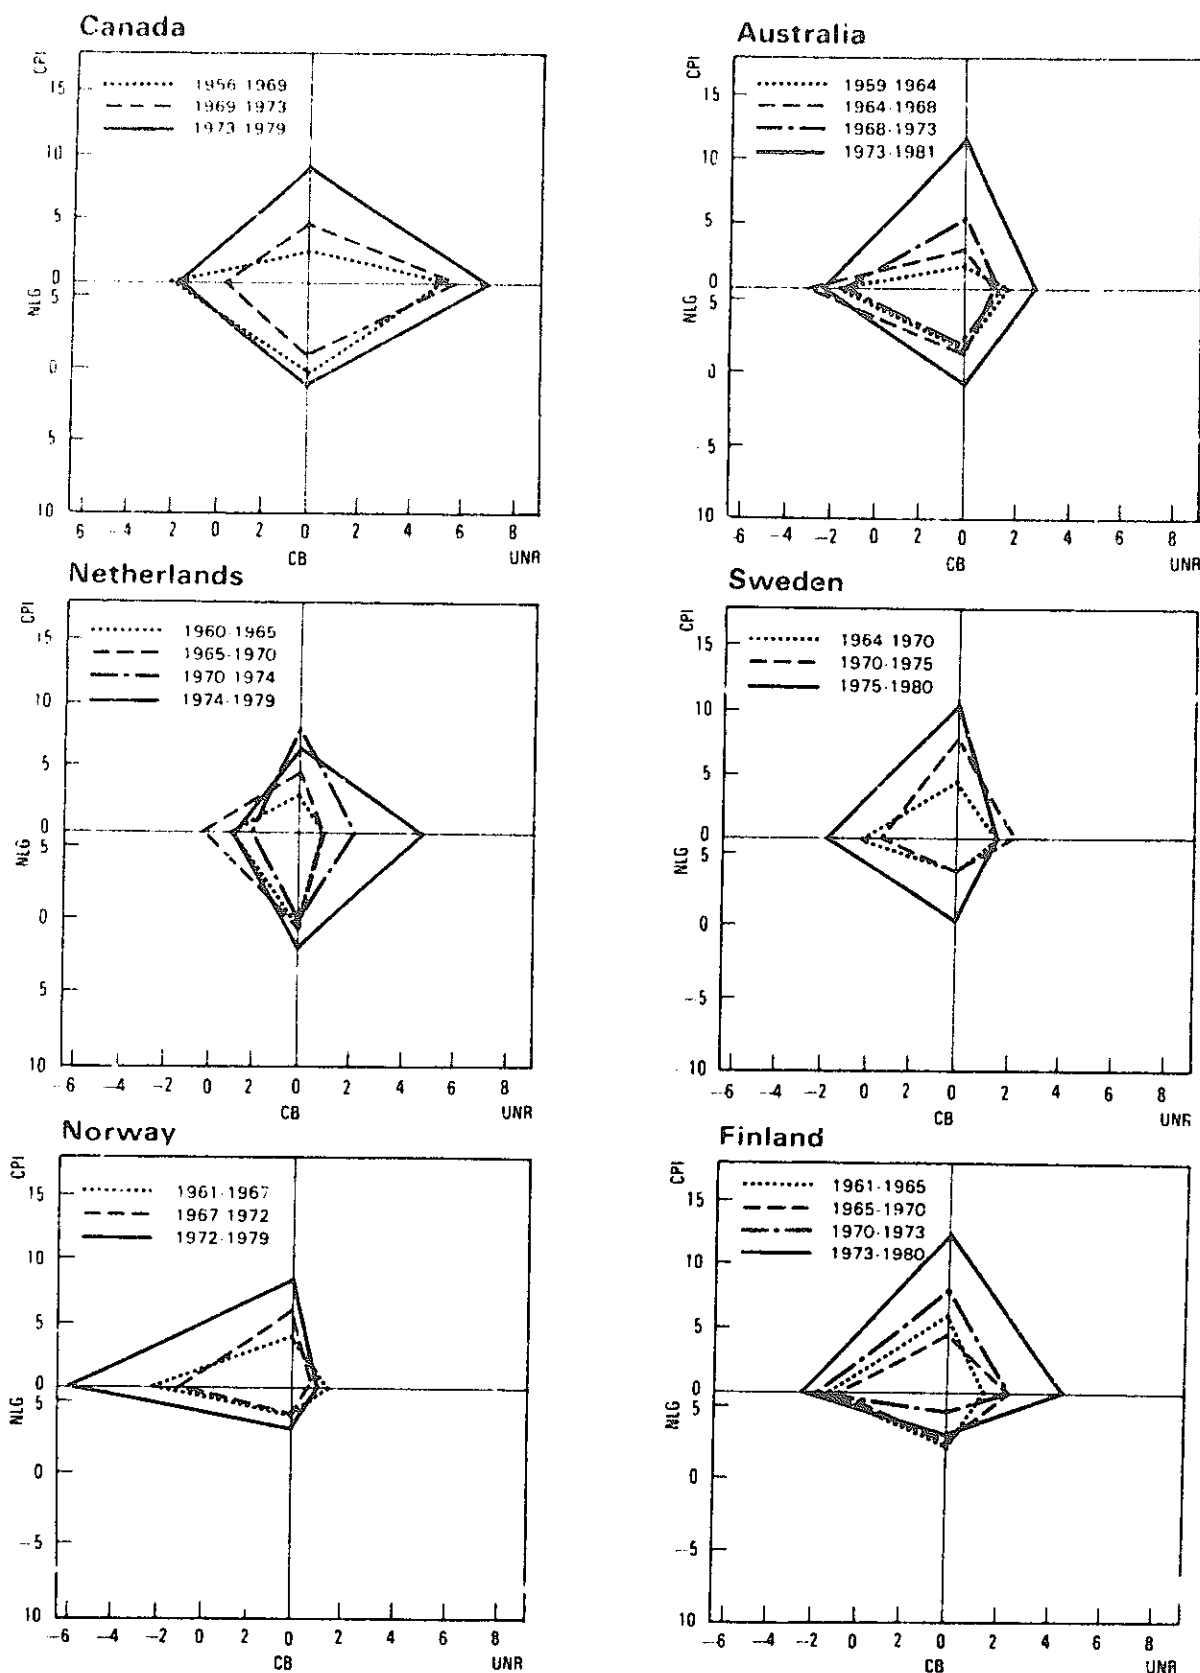 Canada
CPI
15
10
5
0
NLG
5
0
5
10
1956 1969
1969 1973
1973 1979
6 -4 2 0 2 0 2 4 6 8
CB UNR
Australia
CPI
15
10
5
0
NLG
5
0
-5
10
1959 1964
1964-1968
1968-1973
1973-1981
-6 -4 -2 0 2 0 2 4 6 8
CB UNR
Netherlands
CPI
15
10
5
0
NLG
5
0
5
10
1960-1965
1965-1970
1970 1974
1974-1979
-6 -4 -2 0 2 0 2 4 6 8
CB UNR
Sweden
CPI
15
10
5
0
NLG
5
0
-5
10
1964 1970
1970-1975
1975-1980
-6 -4 -2 0 2 0 2 4 6 8
CB UNR
Norway
CPI
15
10
5
0
NLG
5
0
-5
10
1961-1967
1967 1972
1972-1979
-6 -4 -2 0 2 0 2 4 6 8
CB UNR
Finland
CPI
15
10
5
0
NLG
5
0
-5
10
1961-1965
1965-1970
1970-1973
1973-1980
-6 -4 -2 0 2 0 2 4 6 8
CB UNR